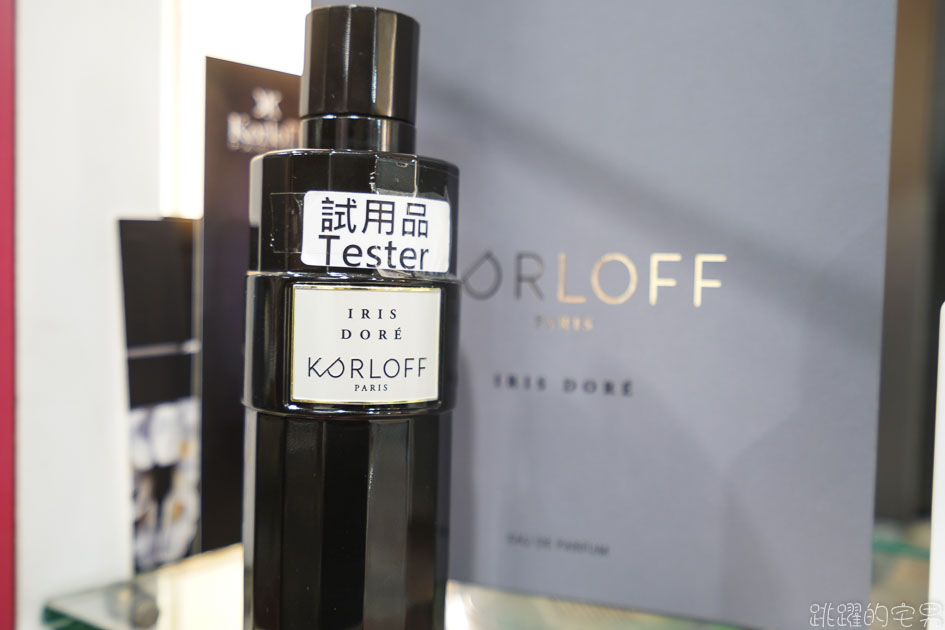 試用品
Tester
IRIS
DORÉ
KORLOFF
PARIS
KORLOFF
PARIS
IRIS DORÉ
EAU DE PARFUM
跳躍的宅男